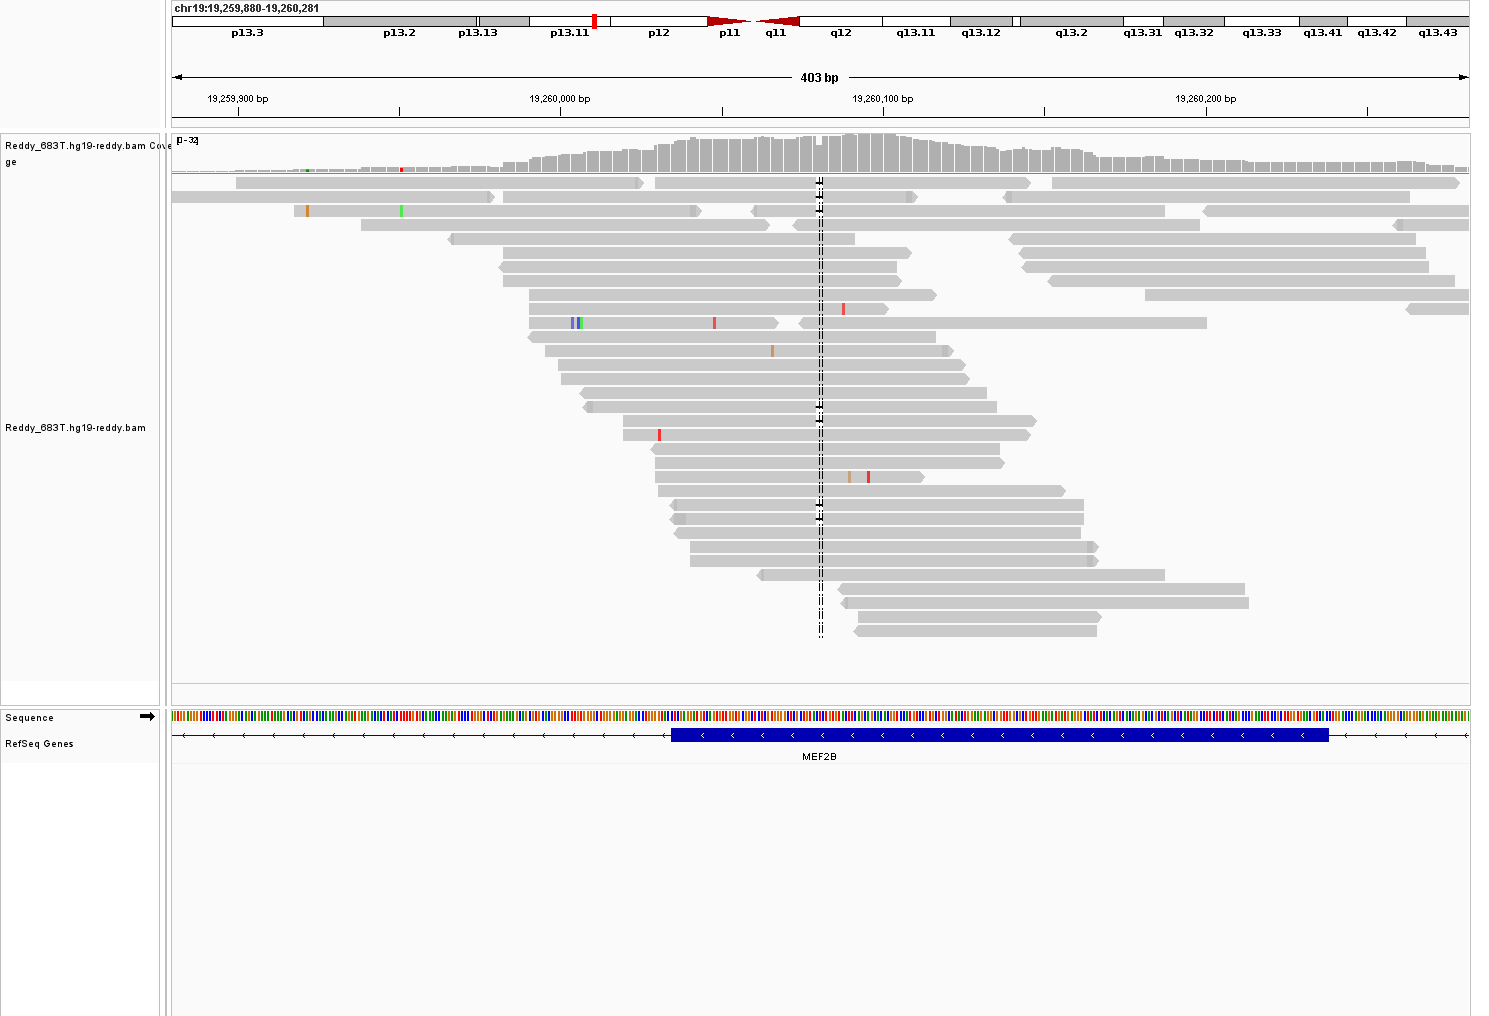 chr19:19,259,880-19,260,281
p13.3 p13.2 p13.13 p13.11 p12 p11 q11 q12 q13.11 q13.12 q13.2 q13.31 q13.32 q13.33 q13.41 q13.42 q13.43
403 bp
19,259,900 bp 19,260,000 bp 19,260,100 bp 19,260,200 bp
Reddy_683T.hg19-reddy.bam Cove
ge
[0-32]
Reddy_683T.hg19-reddy.bam
Sequence
RefSeq Genes
MEF2B